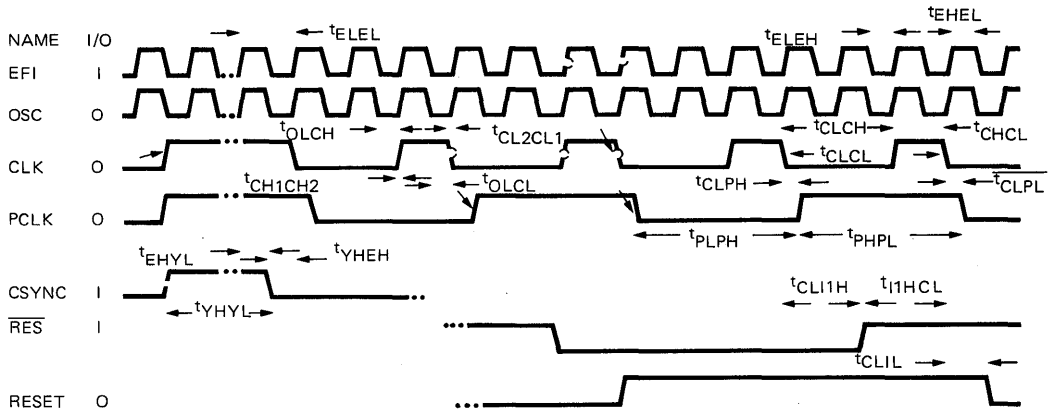 NAME I/O tELEL tELEH tEHEL
EFI I
OSC O
tOLCH tCL2CL1 tCLCH tCHCL
CLK O tCLCL
tCH1CH2 tOLCL tCLPH tCLPL
PCLK O
tPLPH tPHPL
tEHYL tYHEH
CSYNC I tCLI1H tI1HCL
tYHYL
RES I
tCLIL
RESET O